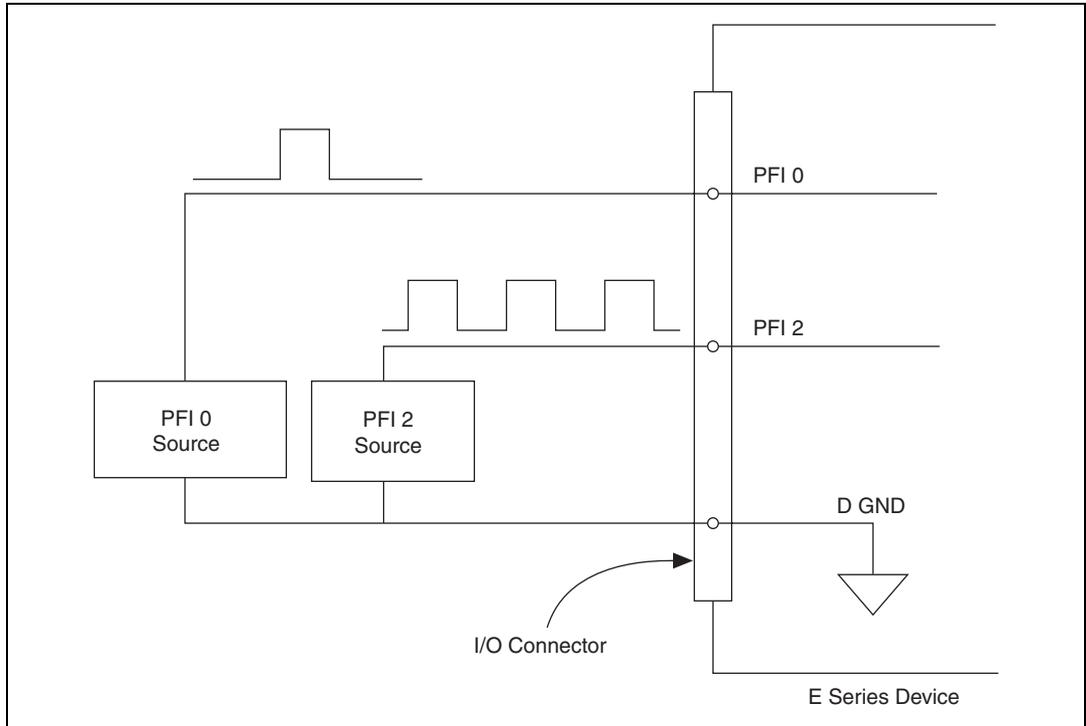 PFI 0
PFI 2
PFI 0
Source
PFI 2
Source
D GND
I/O Connector
E Series Device